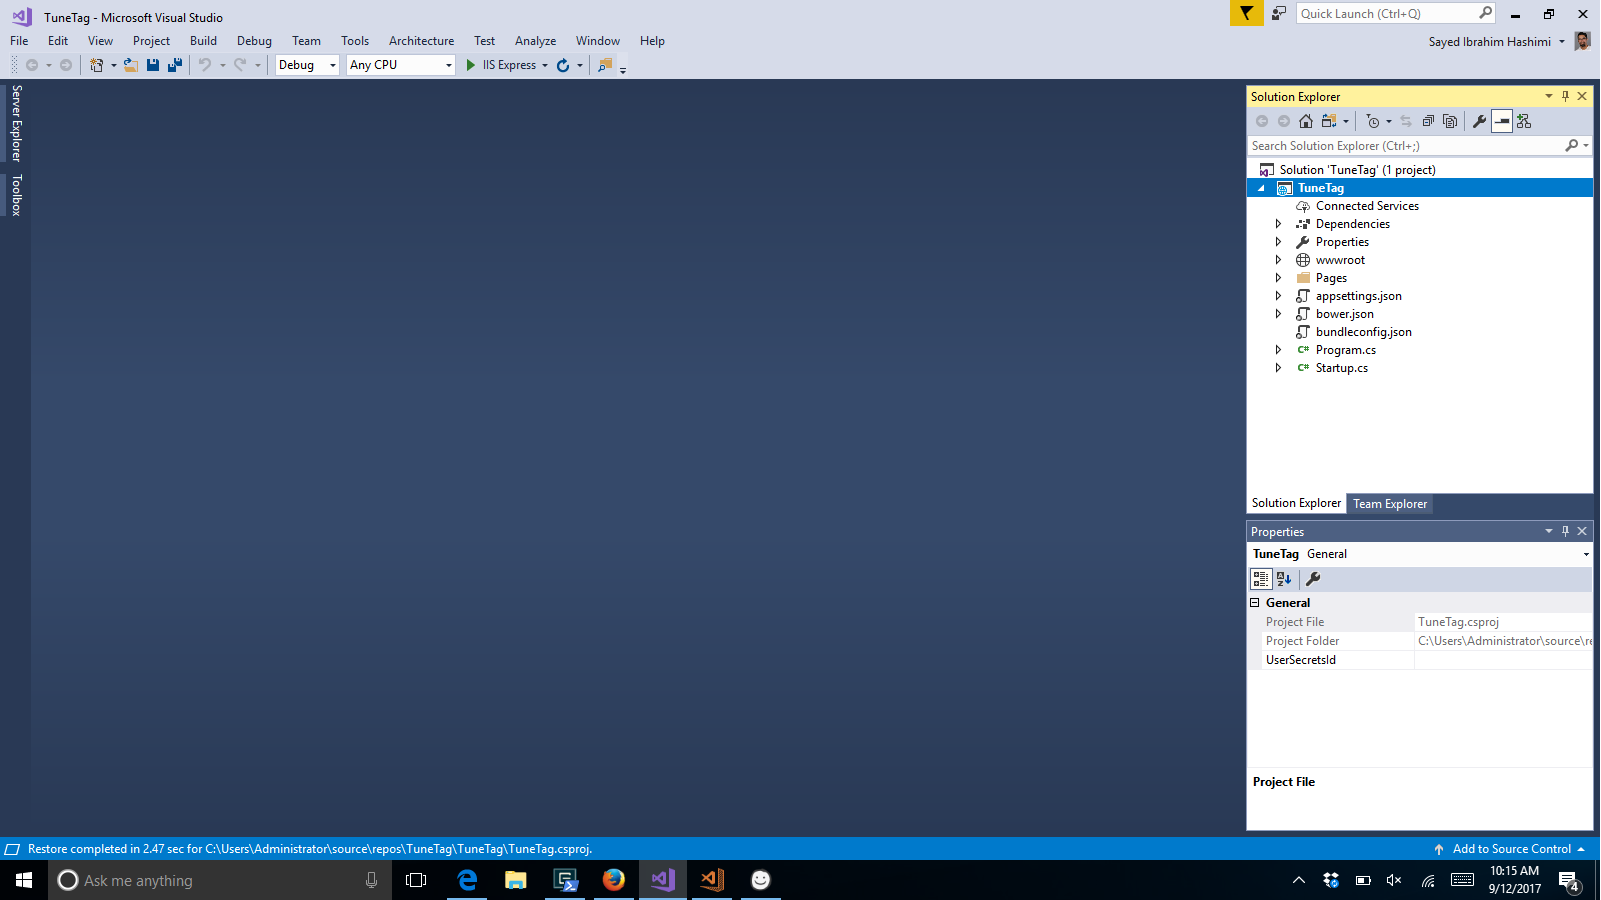 TuneTag - Microsoft Visual Studio
Quick Launch (Ctrl+Q)
File Edit View Project Build Debug Team Tools Architecture Test Analyze Window Help
Sayed Ibrahim Hashimi
Debug Any CPU IIS Express
Server Explorer
Toolbox
Solution Explorer
Search Solution Explorer (Ctrl+;)
Solution 'TuneTag' (1 project)
TuneTag
Connected Services
Dependencies
Properties
wwwroot
Pages
appsettings.json
bower.json
bundleconfig.json
C# Program.cs
C# Startup.cs
Solution Explorer Team Explorer
Properties
TuneTag General
General
Project File TuneTag.csproj
Project Folder C:\Users\Administrator\source\re
UserSecretsId
Project File
Restore completed in 2.47 sec for C:\Users\Administrator\source\repos\TuneTag\TuneTag\TuneTag.csproj.
Add to Source Control
Ask me anything
10:15 AM
9/12/2017
4